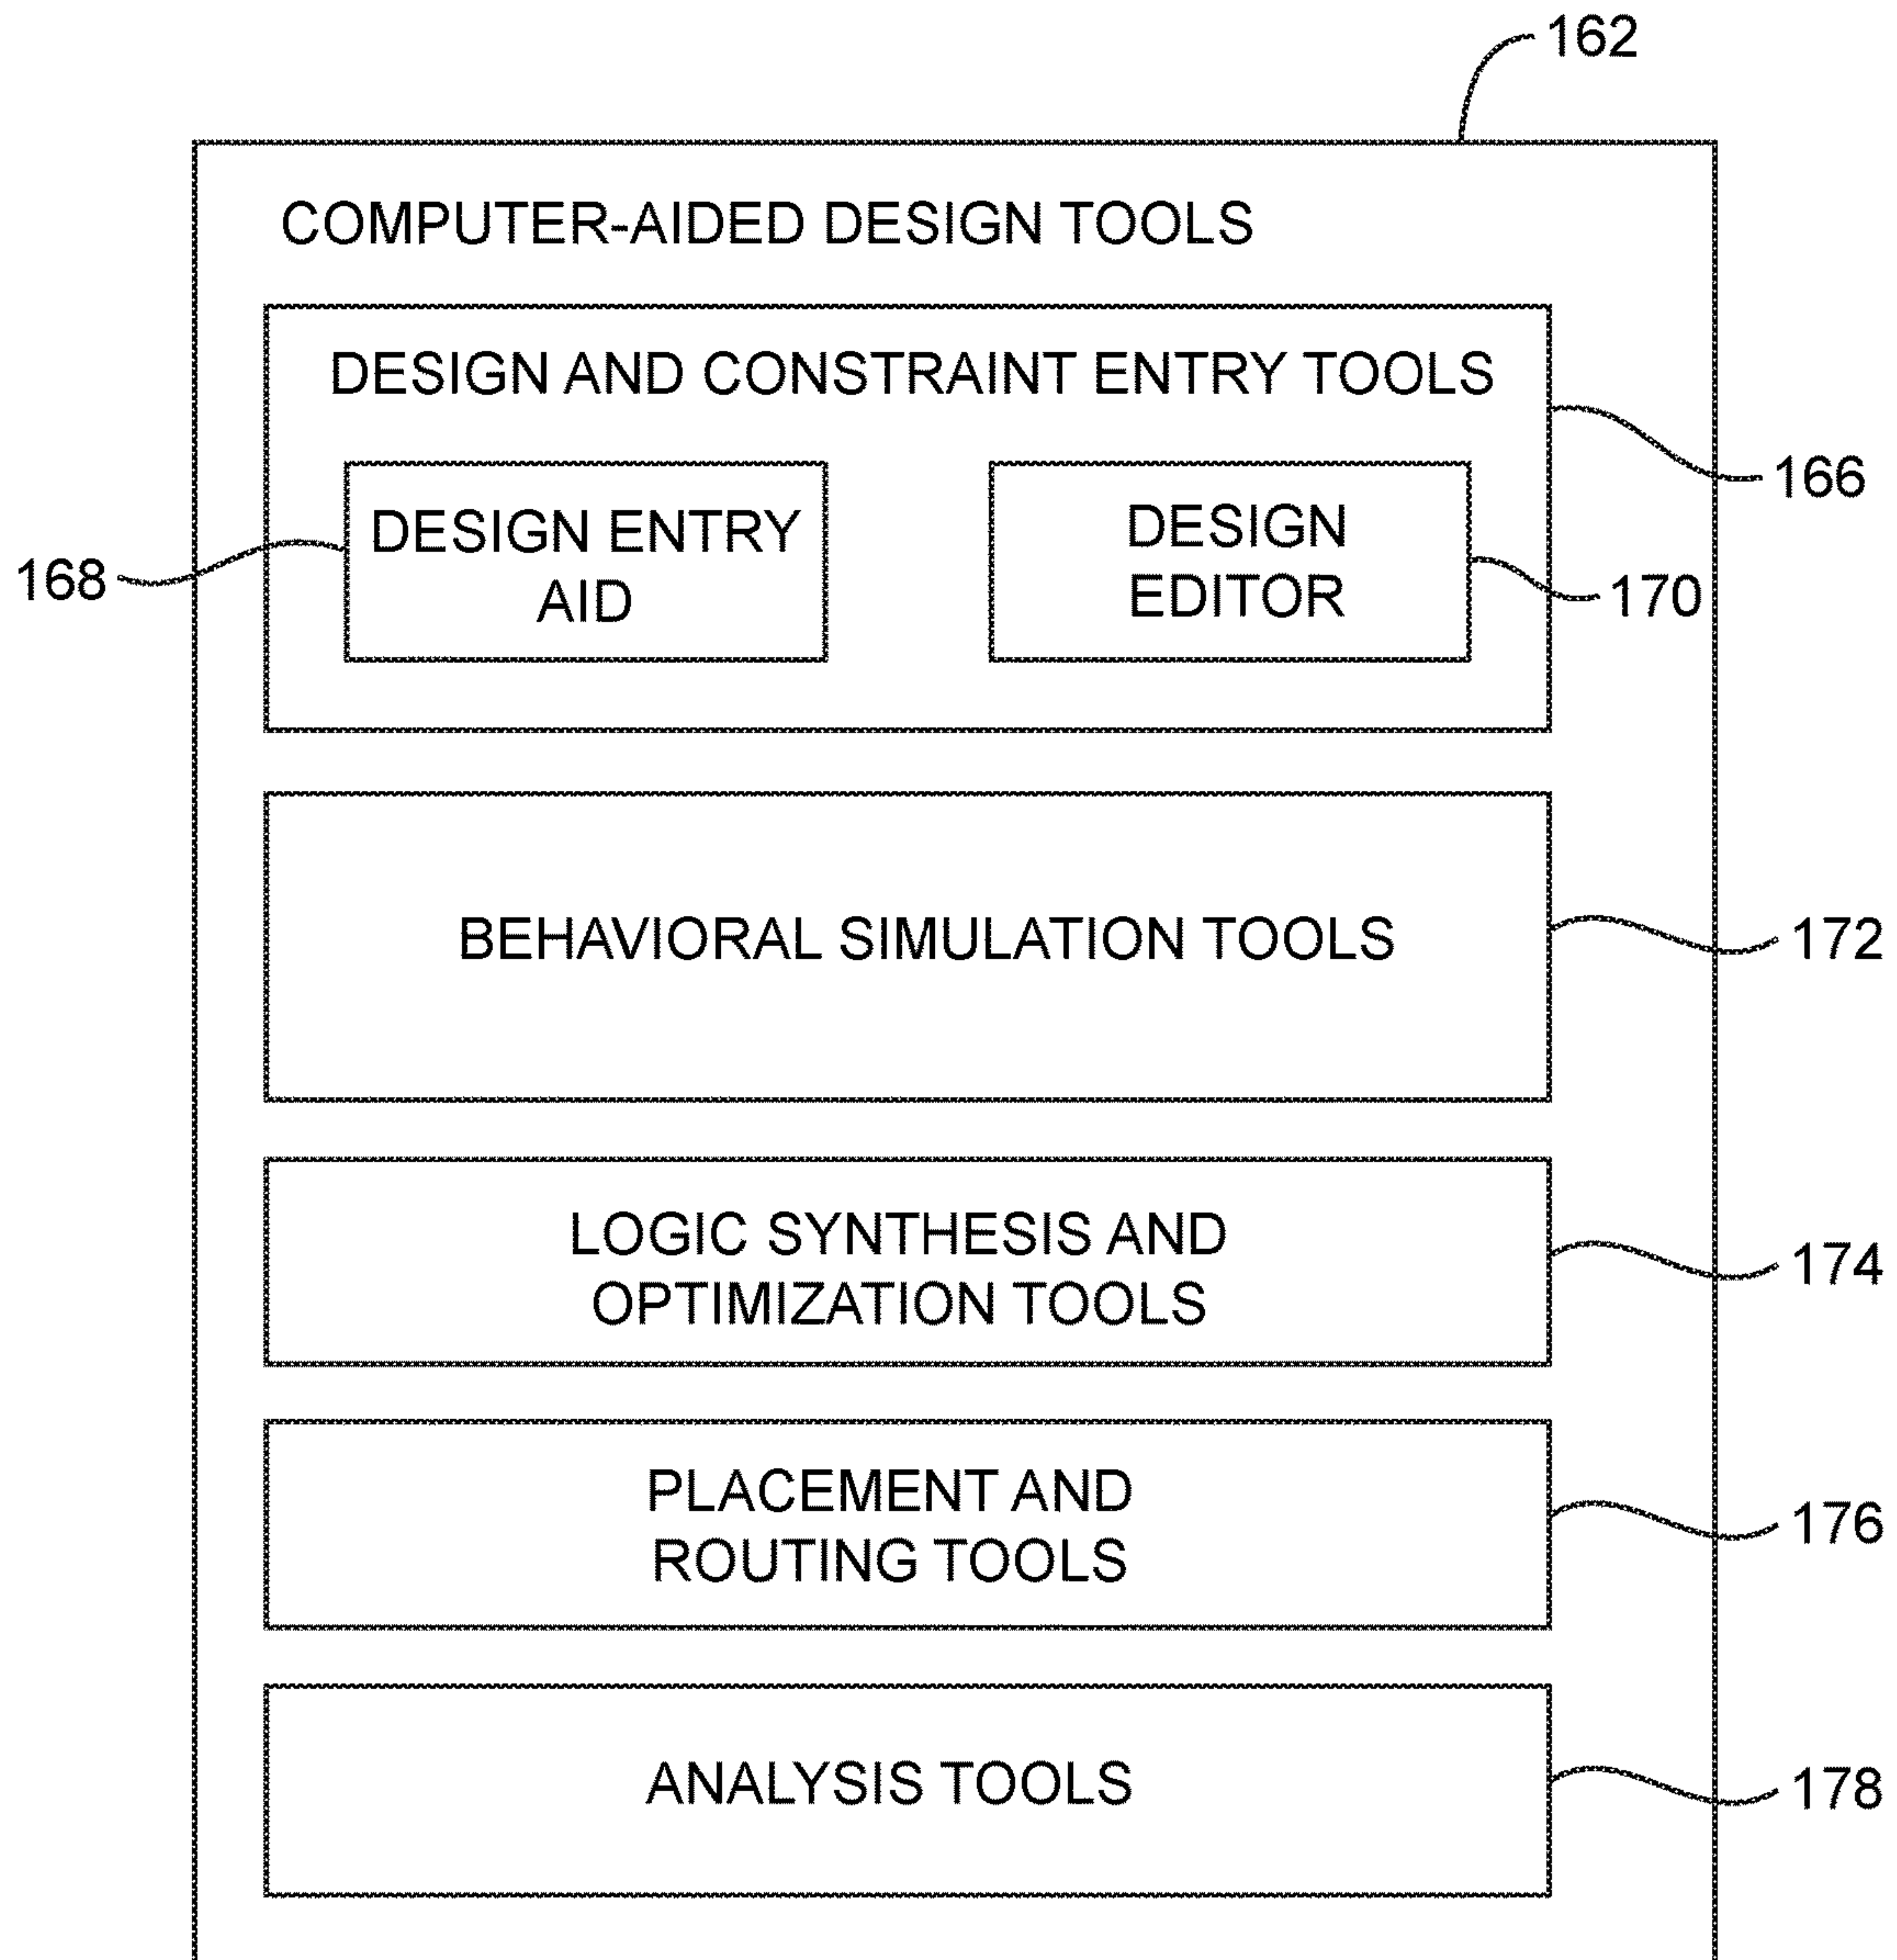 162
COMPUTER-AIDED DESIGN TOOLS
DESIGN AND CONSTRAINT ENTRY TOOLS
166
DESIGN ENTRY
AID
168
DESIGN
EDITOR
170
BEHAVIORAL SIMULATION TOOLS
172
LOGIC SYNTHESIS AND
OPTIMIZATION TOOLS
174
PLACEMENT AND
ROUTING TOOLS
176
ANALYSIS TOOLS
178